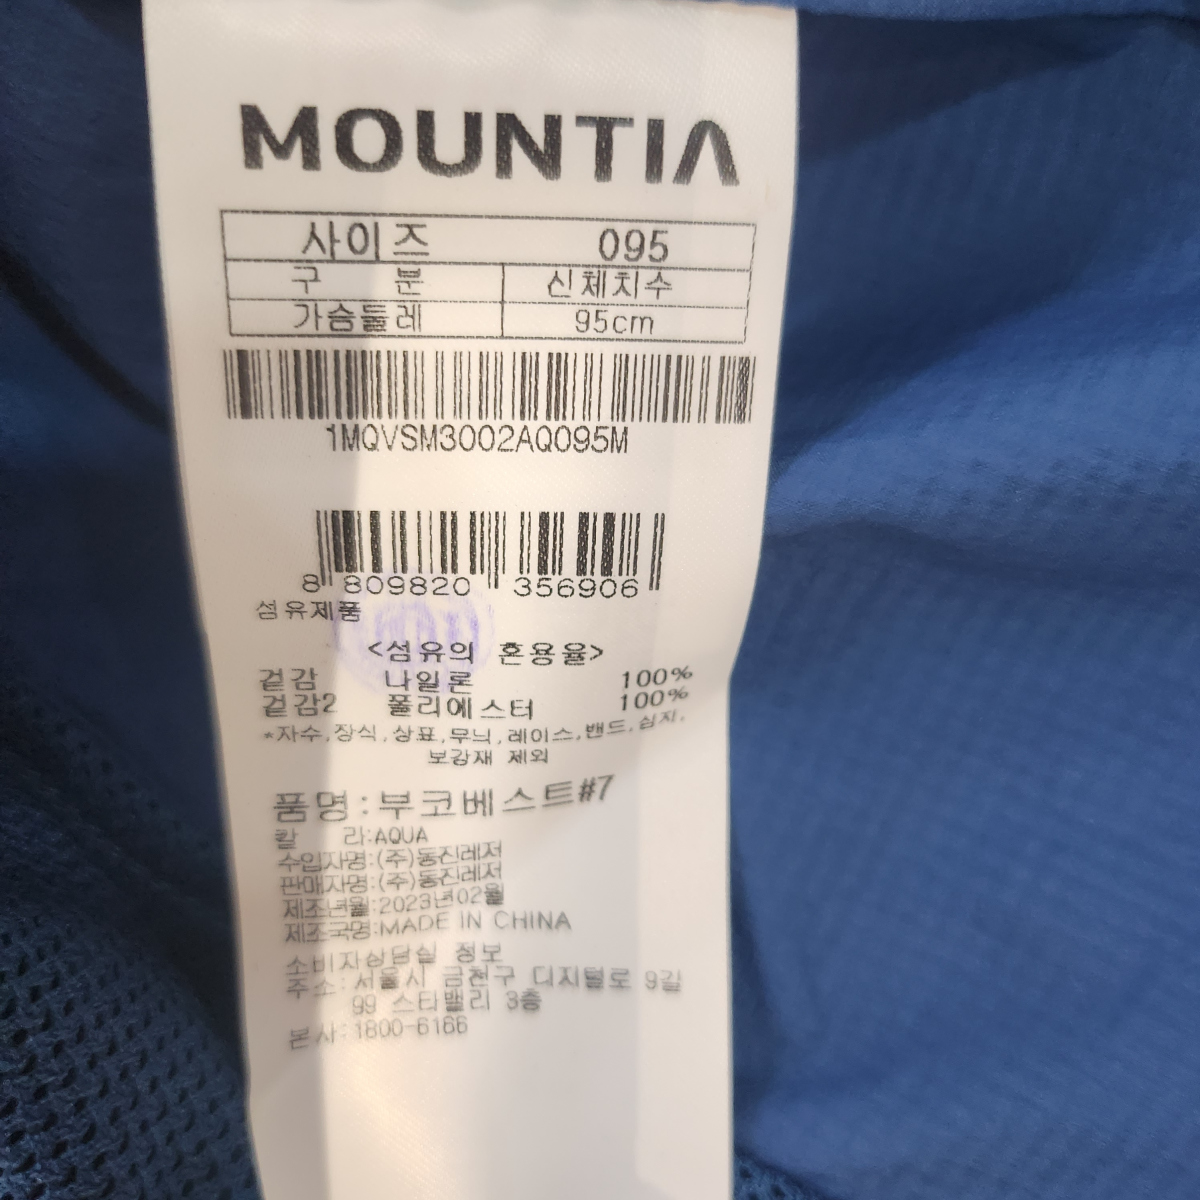 MOUNTIA
사이즈 095
구 분 신체치수
가슴둘레 95cm
1MQVSM3002AQ095M
8 809820 356906
섬유제품
<섬유의 혼용율>
겉감 나일론 100%
겉감2 폴리에스터 100%
*자수,장식,상표,무늬,레이스,밴드,심지,
보강재 제외
품명:부코베스트#7
칼 라:AQUA
수입자명:(주)동진레저
판매자명:(주)동진레저
제조년월:2023년02월
제조국명:MADE IN CHINA
소비자상담실 정보
주소:서울시 금천구 디지털로 9길
99 스타밸리 3층
본사:1800-6166